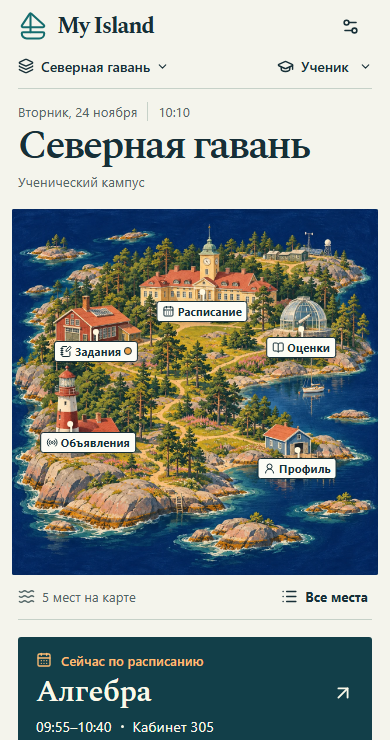 My Island
Северная гавань
Ученик
Вторник, 24 ноября
10:10
Северная гавань
Ученический кампус
Расписание
Задания
Оценки
Объявления
Профиль
5 мест на карте
Все места
Сейчас по расписанию
Алгебра
09:55–10:40 • Кабинет 305